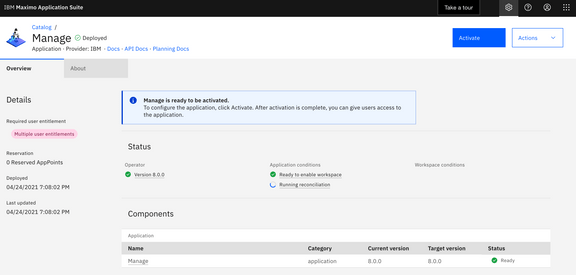 IBM Maximo Application Suite
Take a tour
Catalog /
Manage
Deployed
Application · Provider: IBM · Docs · API Docs · Planning Docs
Activate
Actions
Overview
About
Details
Required user entitlement
Multiple user entitlements
Reservation
0 Reserved AppPoints
Deployed
04/24/2021 7:08:02 PM
Last updated
04/24/2021 7:08:02 PM
Manage is ready to be activated.
To configure the application, click Activate. After activation is complete, you can give users access to
the application.
Status
Operator
Version 8.0.0
Application conditions
Ready to enable workspace
Running reconciliation
Workspace conditions
Components
Application
Name Category Current version Target version Status
Manage application 8.0.0 8.0.0 Ready